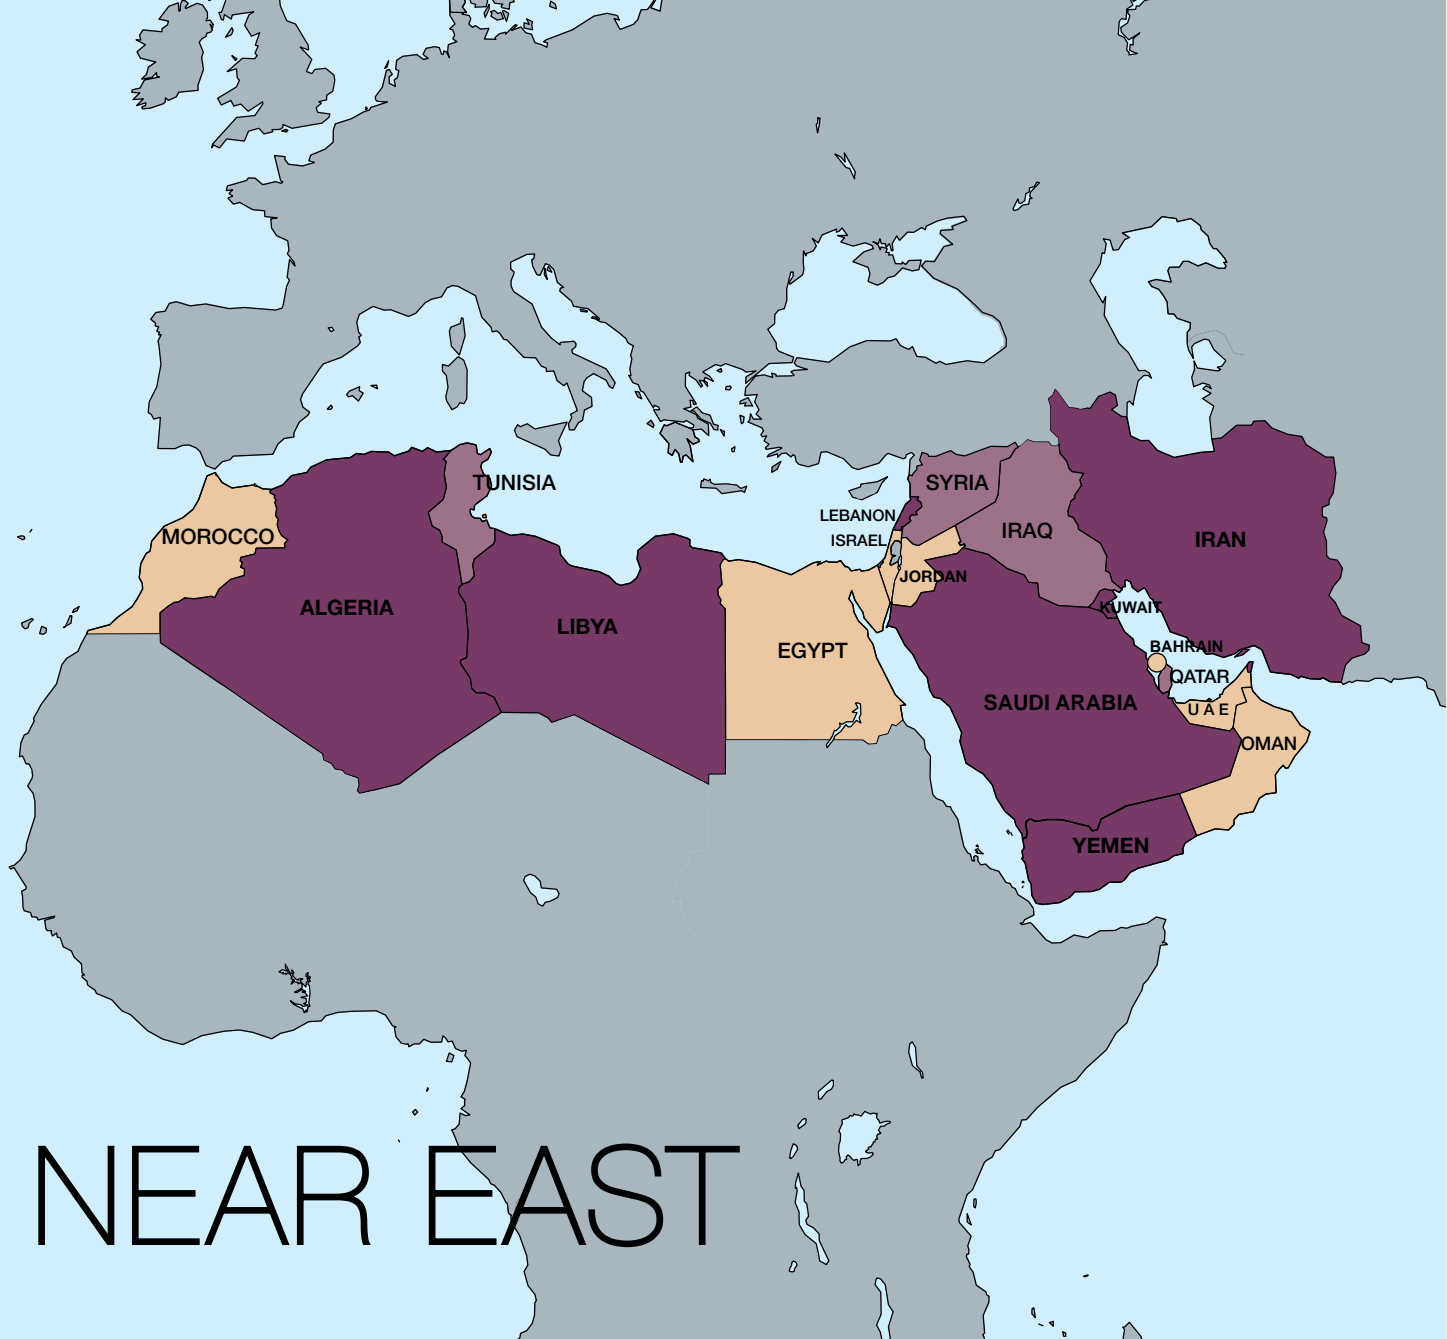 TUNISIA
SYRIA
LEBANON
MOROCCO
IRAQ
ISRAEL
IRAN
JORDAN
ALGERIA
KUWAIT
LIBYA
EGYPT
BAHRAIN
QATAR
SAUDI ARABIA
U A E
OMAN
YEMEN
NEAR EAST